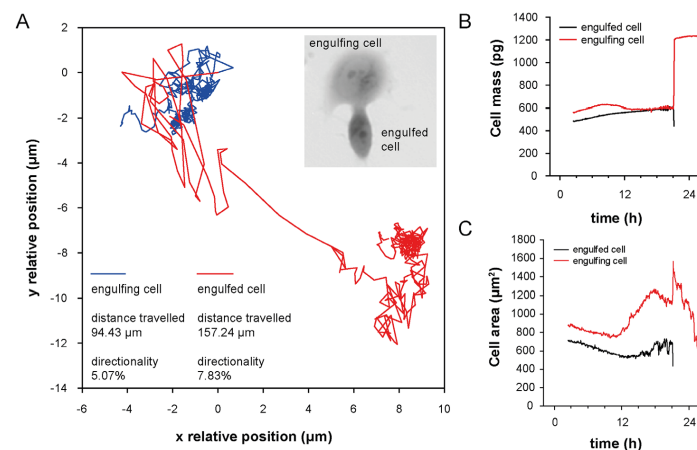 A
2
0
-2
-4
-6
-8
-10
-12
-14
y relative position (µm)
-6
-4
-2
0
2
4
6
8
10
x relative position (µm)
engulfing cell
engulfed
cell
engulfing cell
engulfed cell
distance travelled
94.43 µm
distance travelled
157.24 µm
directionality
5.07%
directionality
7.83%
B
engulfed cell
engulfing cell
1400
1200
1000
800
600
400
200
0
Cell mass (pg)
0
12
24
time (h)
C
engulfed cell
engulfing cell
1800
1600
1400
1200
1000
800
600
400
200
0
Cell area (µm²)
0
12
24
time (h)